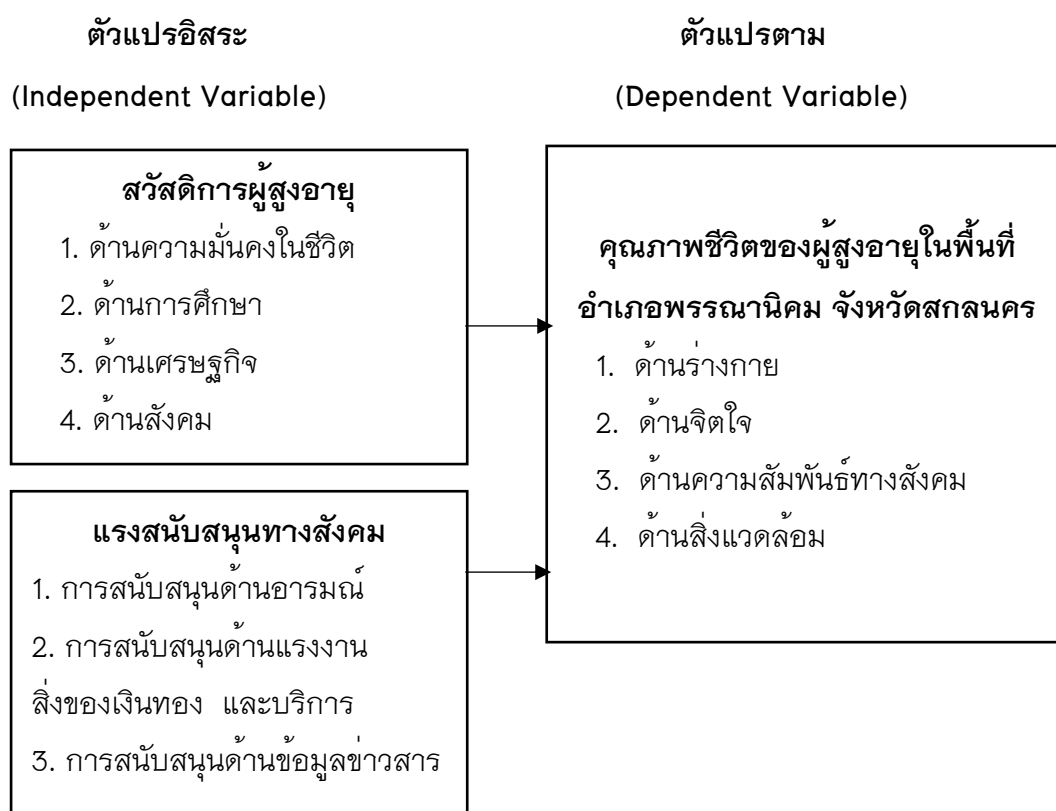 ตัวแปรอิสระ
(Independent Variable)
ตัวแปรตาม
(Dependent Variable)
สวัสดิการผู้สูงอายุ
1. ด้านความมั่นคงในชีวิต
2. ด้านการศึกษา
3. ด้านเศรษฐกิจ
4. ด้านสังคม
แรงสนับสนุนทางสังคม
1. การสนับสนุนด้านอารมณ์
2. การสนับสนุนด้านแรงงาน
สิ่งของเงินทอง และบริการ
3. การสนับสนุนด้านข้อมูลข่าวสาร
คุณภาพชีวิตของผู้สูงอายุในพื้นที่
อำเภอพรรณานิคม จังหวัดสกลนคร
1. ด้านร่างกาย
2. ด้านจิตใจ
3. ด้านความสัมพันธ์ทางสังคม
4. ด้านสิ่งแวดล้อม